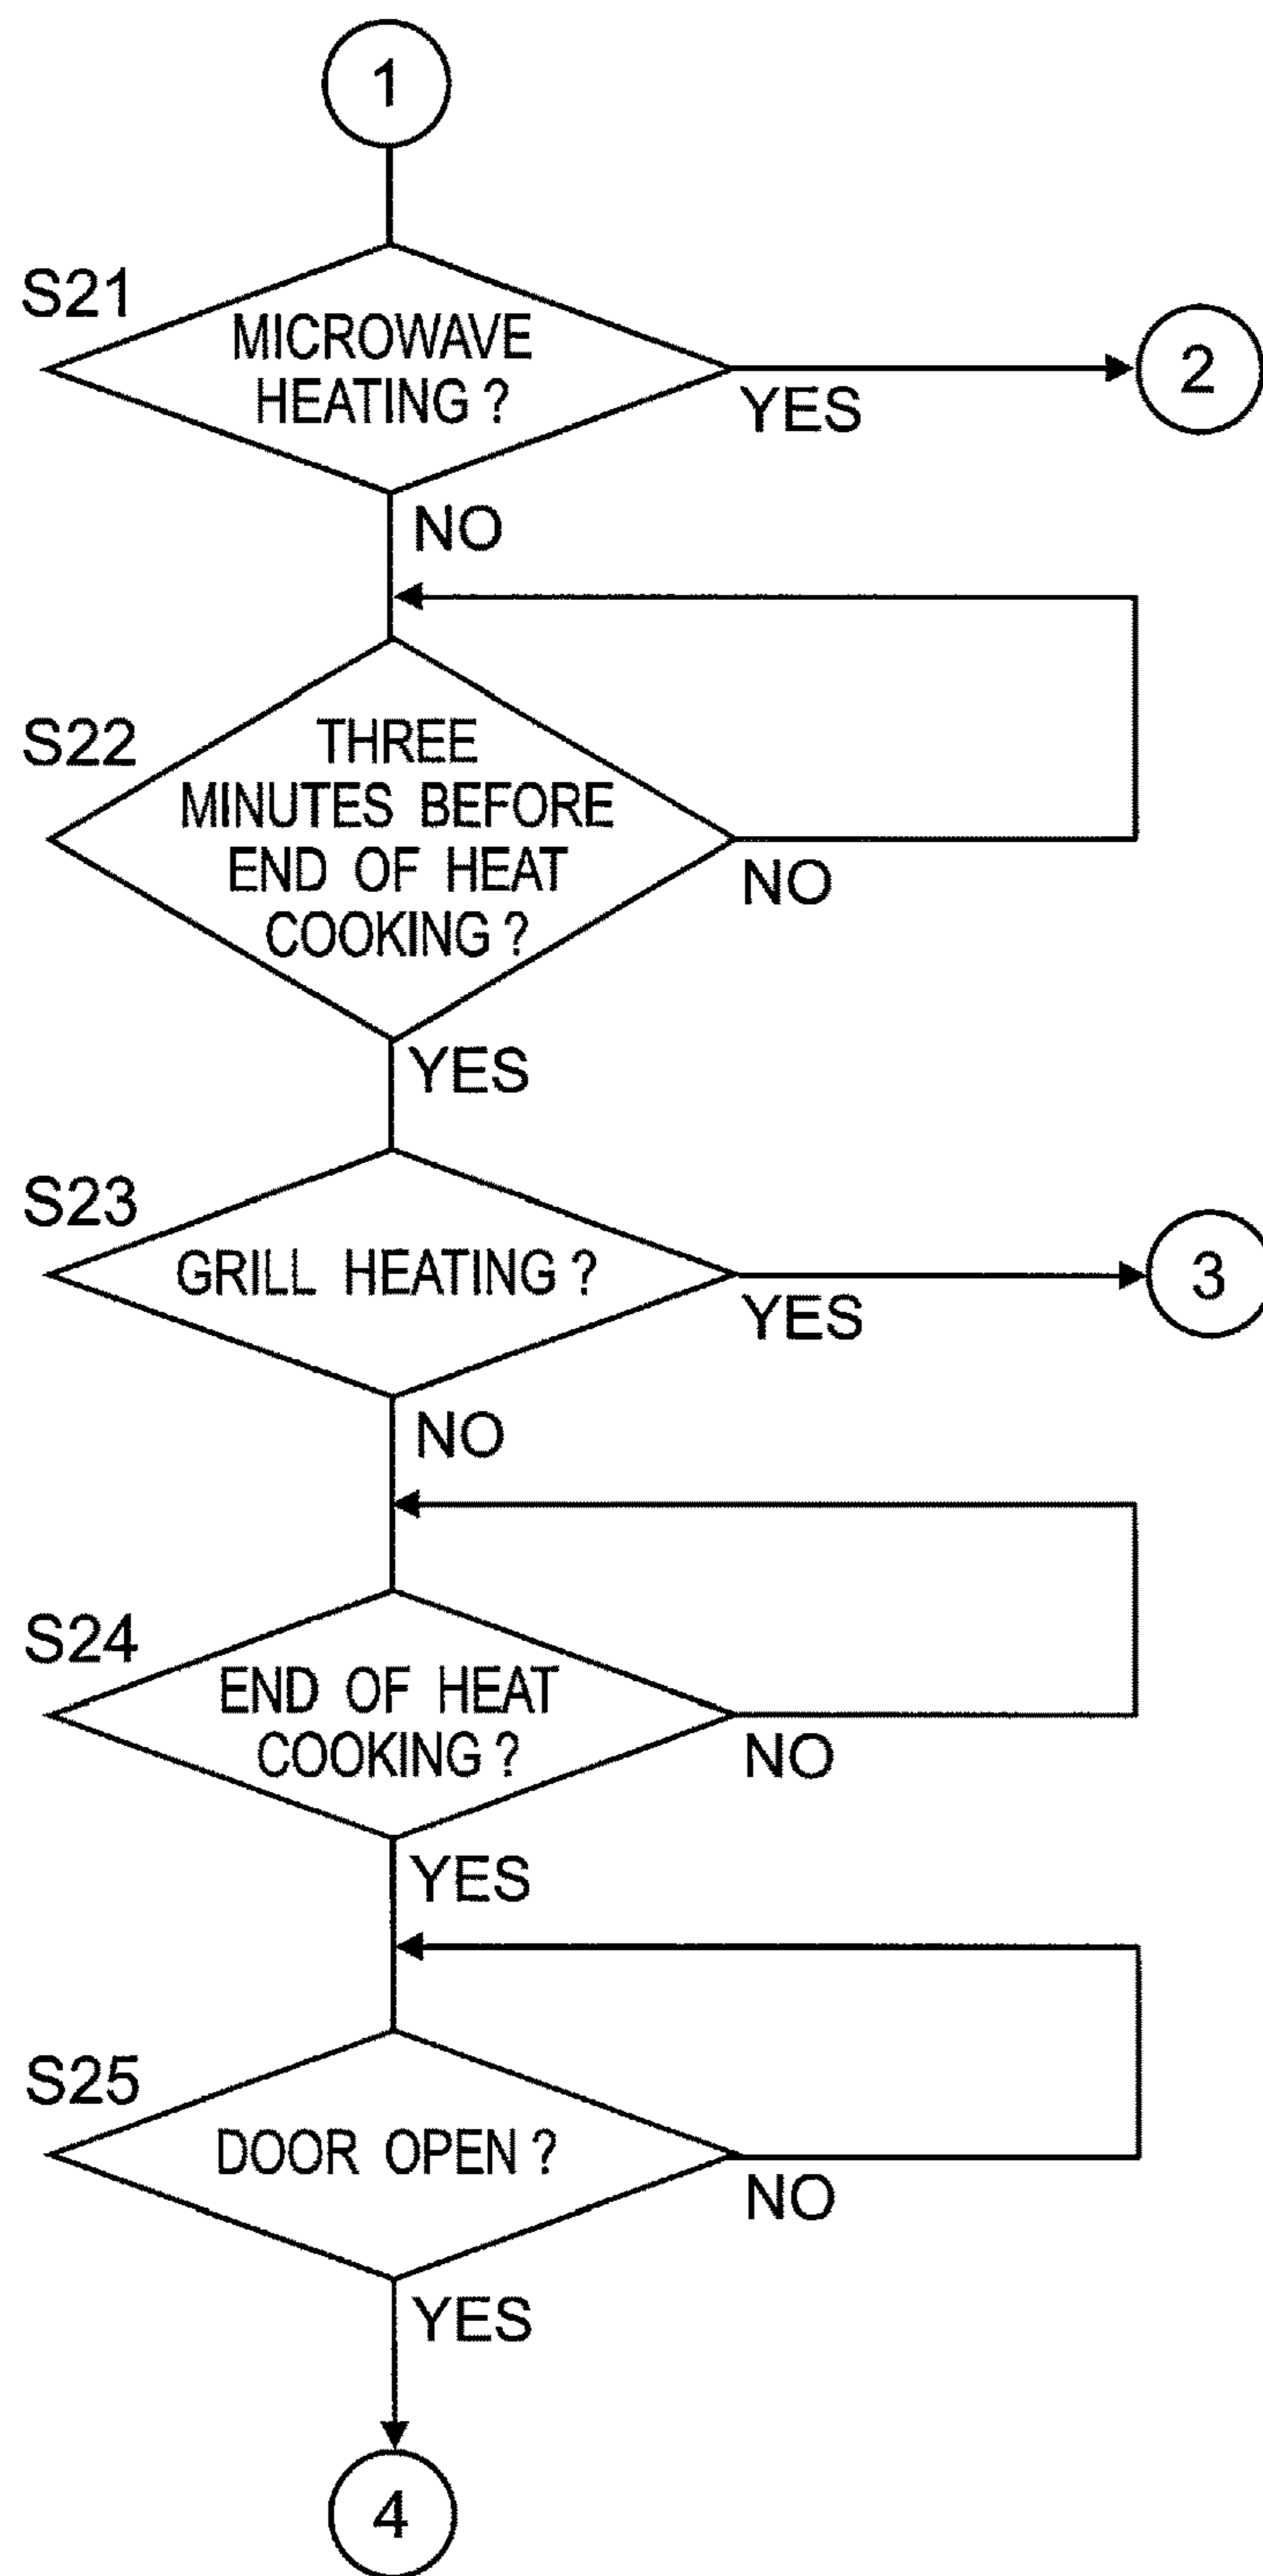 1
S21
MICROWAVE
HEATING ?
YES
2
NO
S22
THREE
MINUTES BEFORE
END OF HEAT
COOKING ?
NO
YES
S23
GRILL HEATING ?
YES
3
NO
S24
END OF HEAT
COOKING ?
NO
YES
S25
DOOR OPEN ?
NO
YES
4